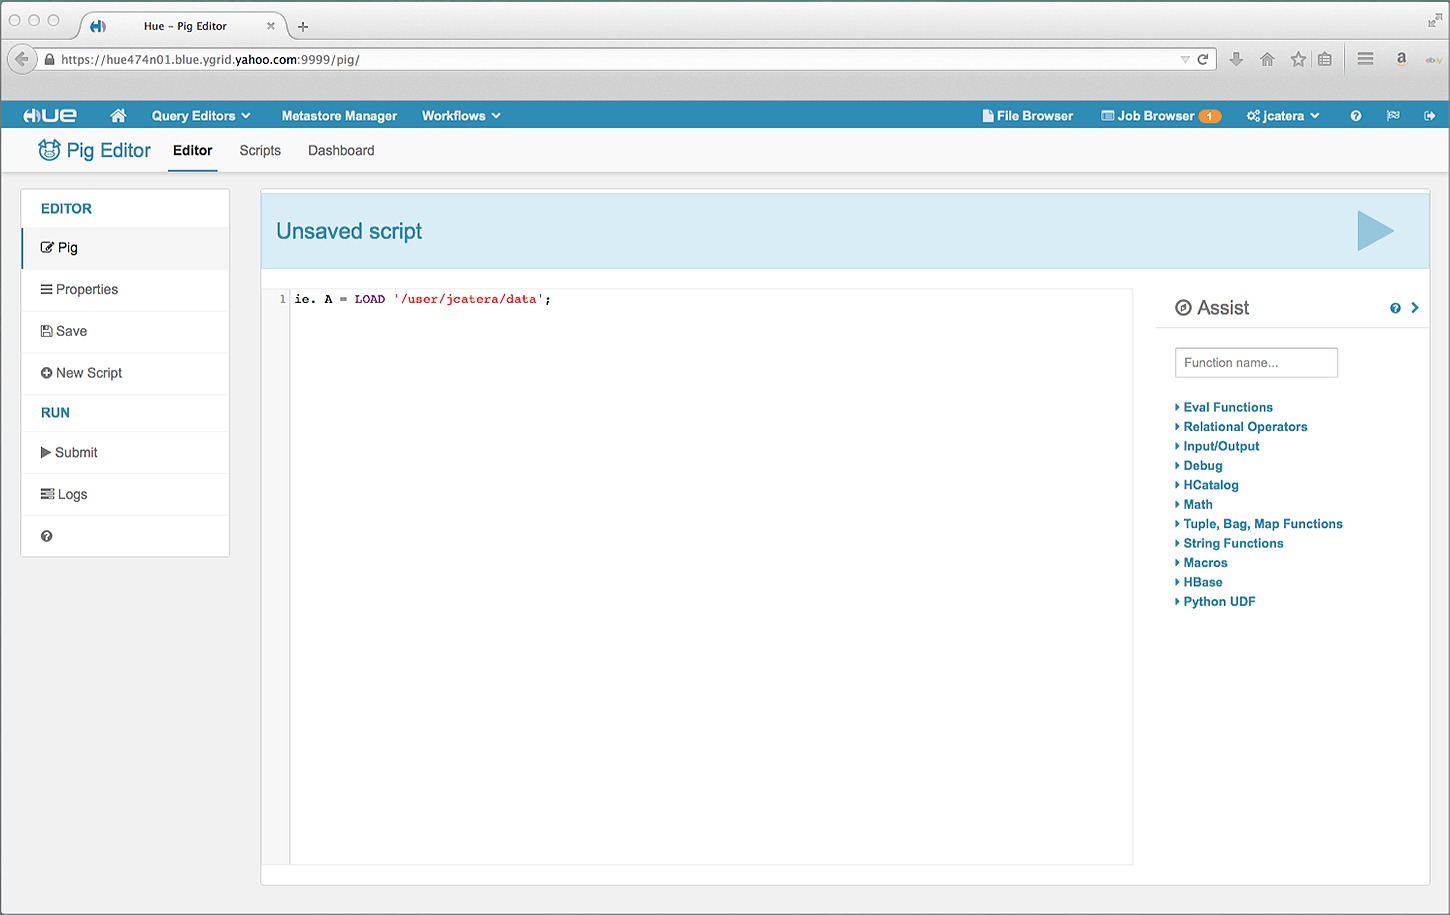 Hue – Pig Editor
https://hue474n01.blue.ygrid.yahoo.com:9999/pig/
a
ebay
HUE
Query Editors
Metastore Manager
Workflows
File Browser
Job Browser 1
jcatera
Pig Editor
Editor
Scripts
Dashboard
EDITOR
Pig
Properties
Save
New Script
RUN
Submit
Logs
Unsaved script
1 ie. A = LOAD '/user/jcatera/data';
Assist
Function name...
Eval Functions
Relational Operators
Input/Output
Debug
HCatalog
Math
Tuple, Bag, Map Functions
String Functions
Macros
HBase
Python UDF